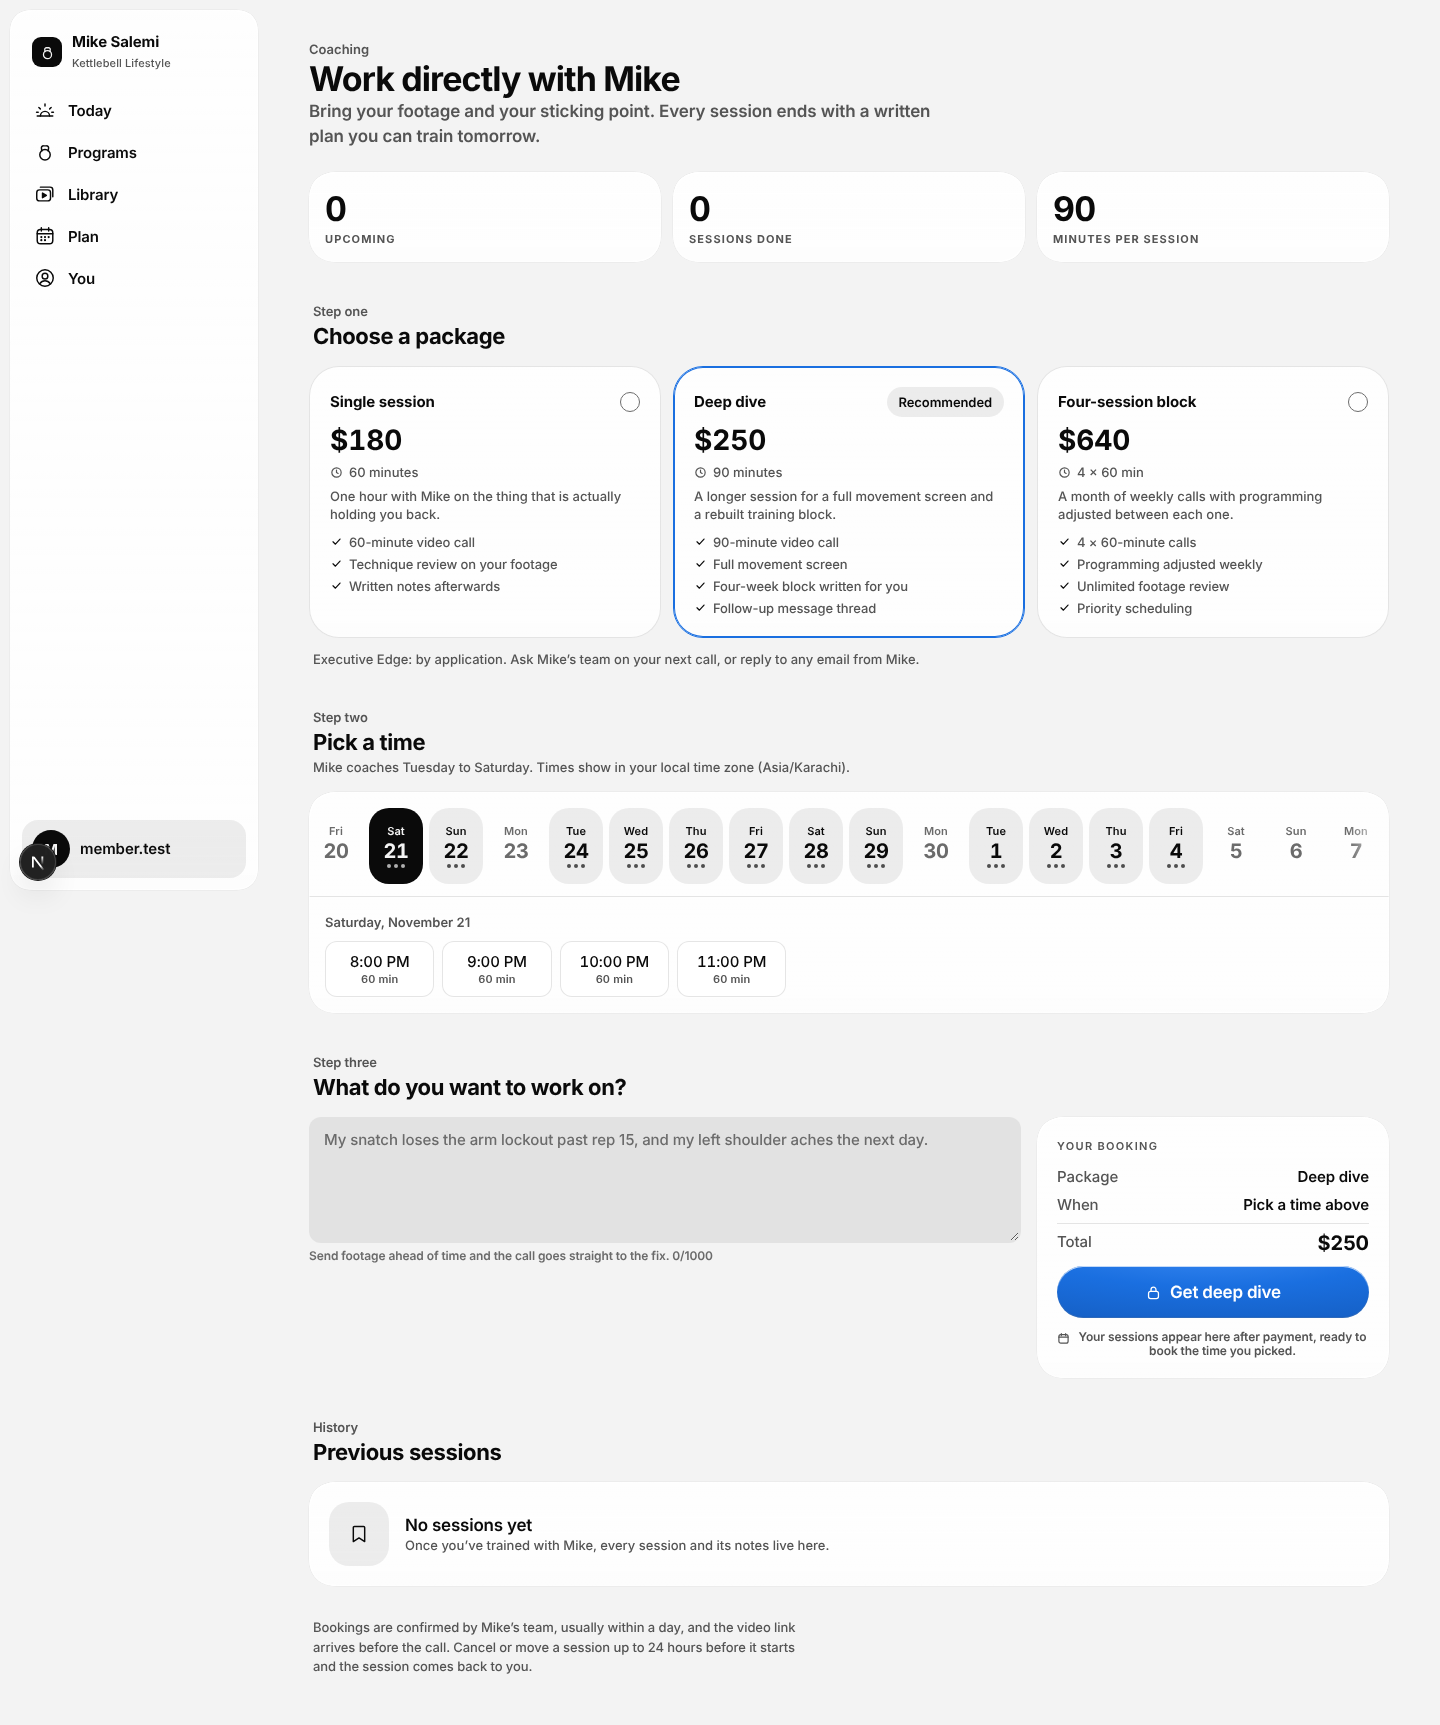 Mike Salemi
Kettlebell Lifestyle
Today
Programs
Library
Plan
You
member.test
Coaching
Work directly with Mike
Bring your footage and your sticking point. Every session ends with a written
plan you can train tomorrow.
0
UPCOMING
0
SESSIONS DONE
90
MINUTES PER SESSION
Step one
Choose a package
Single session
$180
60 minutes
One hour with Mike on the thing that is actually
holding you back.
60-minute video call
Technique review on your footage
Written notes afterwards
Deep dive
Recommended
$250
90 minutes
A longer session for a full movement screen and
a rebuilt training block.
90-minute video call
Full movement screen
Four-week block written for you
Follow-up message thread
Four-session block
$640
4 × 60 min
A month of weekly calls with programming
adjusted between each one.
4 × 60-minute calls
Programming adjusted weekly
Unlimited footage review
Priority scheduling
Executive Edge: by application. Ask Mike’s team on your next call, or reply to any email from Mike.
Step two
Pick a time
Mike coaches Tuesday to Saturday. Times show in your local time zone (Asia/Karachi).
Fri Sat Sun Mon Tue Wed Thu Fri Sat Sun Mon Tue Wed Thu Fri Sat Sun Mon
20 21 22 23 24 25 26 27 28 29 30 1 2 3 4 5 6 7
Saturday, November 21
8:00 PM 9:00 PM 10:00 PM 11:00 PM
60 min 60 min 60 min 60 min
Step three
What do you want to work on?
My snatch loses the arm lockout past rep 15, and my left shoulder aches the next day.
Send footage ahead of time and the call goes straight to the fix. 0/1000
YOUR BOOKING
Package Deep dive
When Pick a time above
Total $250
Get deep dive
Your sessions appear here after payment, ready to
book the time you picked.
History
Previous sessions
No sessions yet
Once you’ve trained with Mike, every session and its notes live here.
Bookings are confirmed by Mike’s team, usually within a day, and the video link
arrives before the call. Cancel or move a session up to 24 hours before it starts
and the session comes back to you.